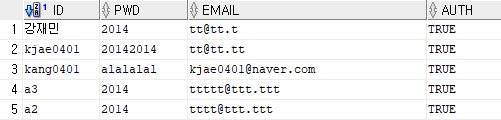 ID PWD EMAIL AUTH
1 강재민 2014 tt@tt.t TRUE
2 kjae0401 20142014 tt@tt.tt TRUE
3 kang0401 alalalal kjae0401@naver.com TRUE
4 a3 2014 ttttt@ttt.ttt TRUE
5 a2 2014 tttt@ttt.ttt TRUE